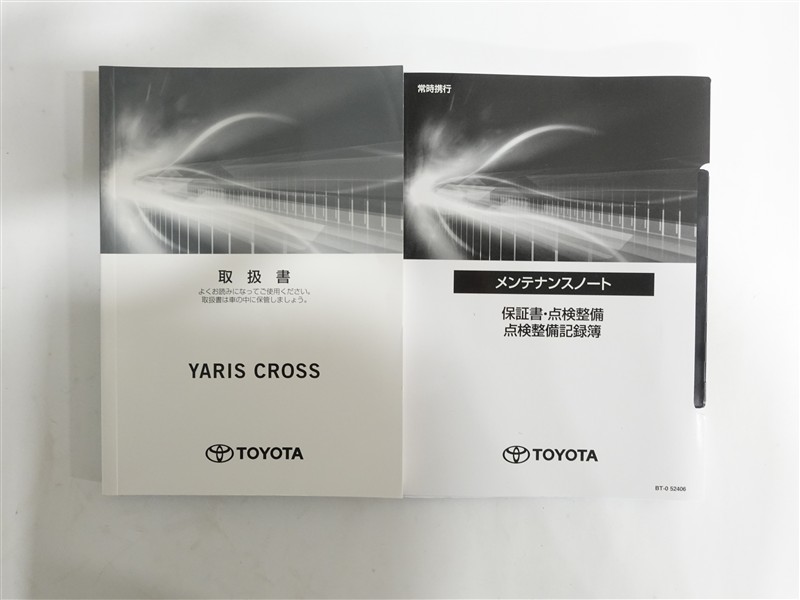 取扱書
よくお読みになってご使用ください。
取扱書は車の中に保管しましょう。
YARIS CROSS
TOYOTA
常時携行
メンテナンスノート
保証書・点検整備
点検整備記録簿
TOYOTA
BT-0 52406